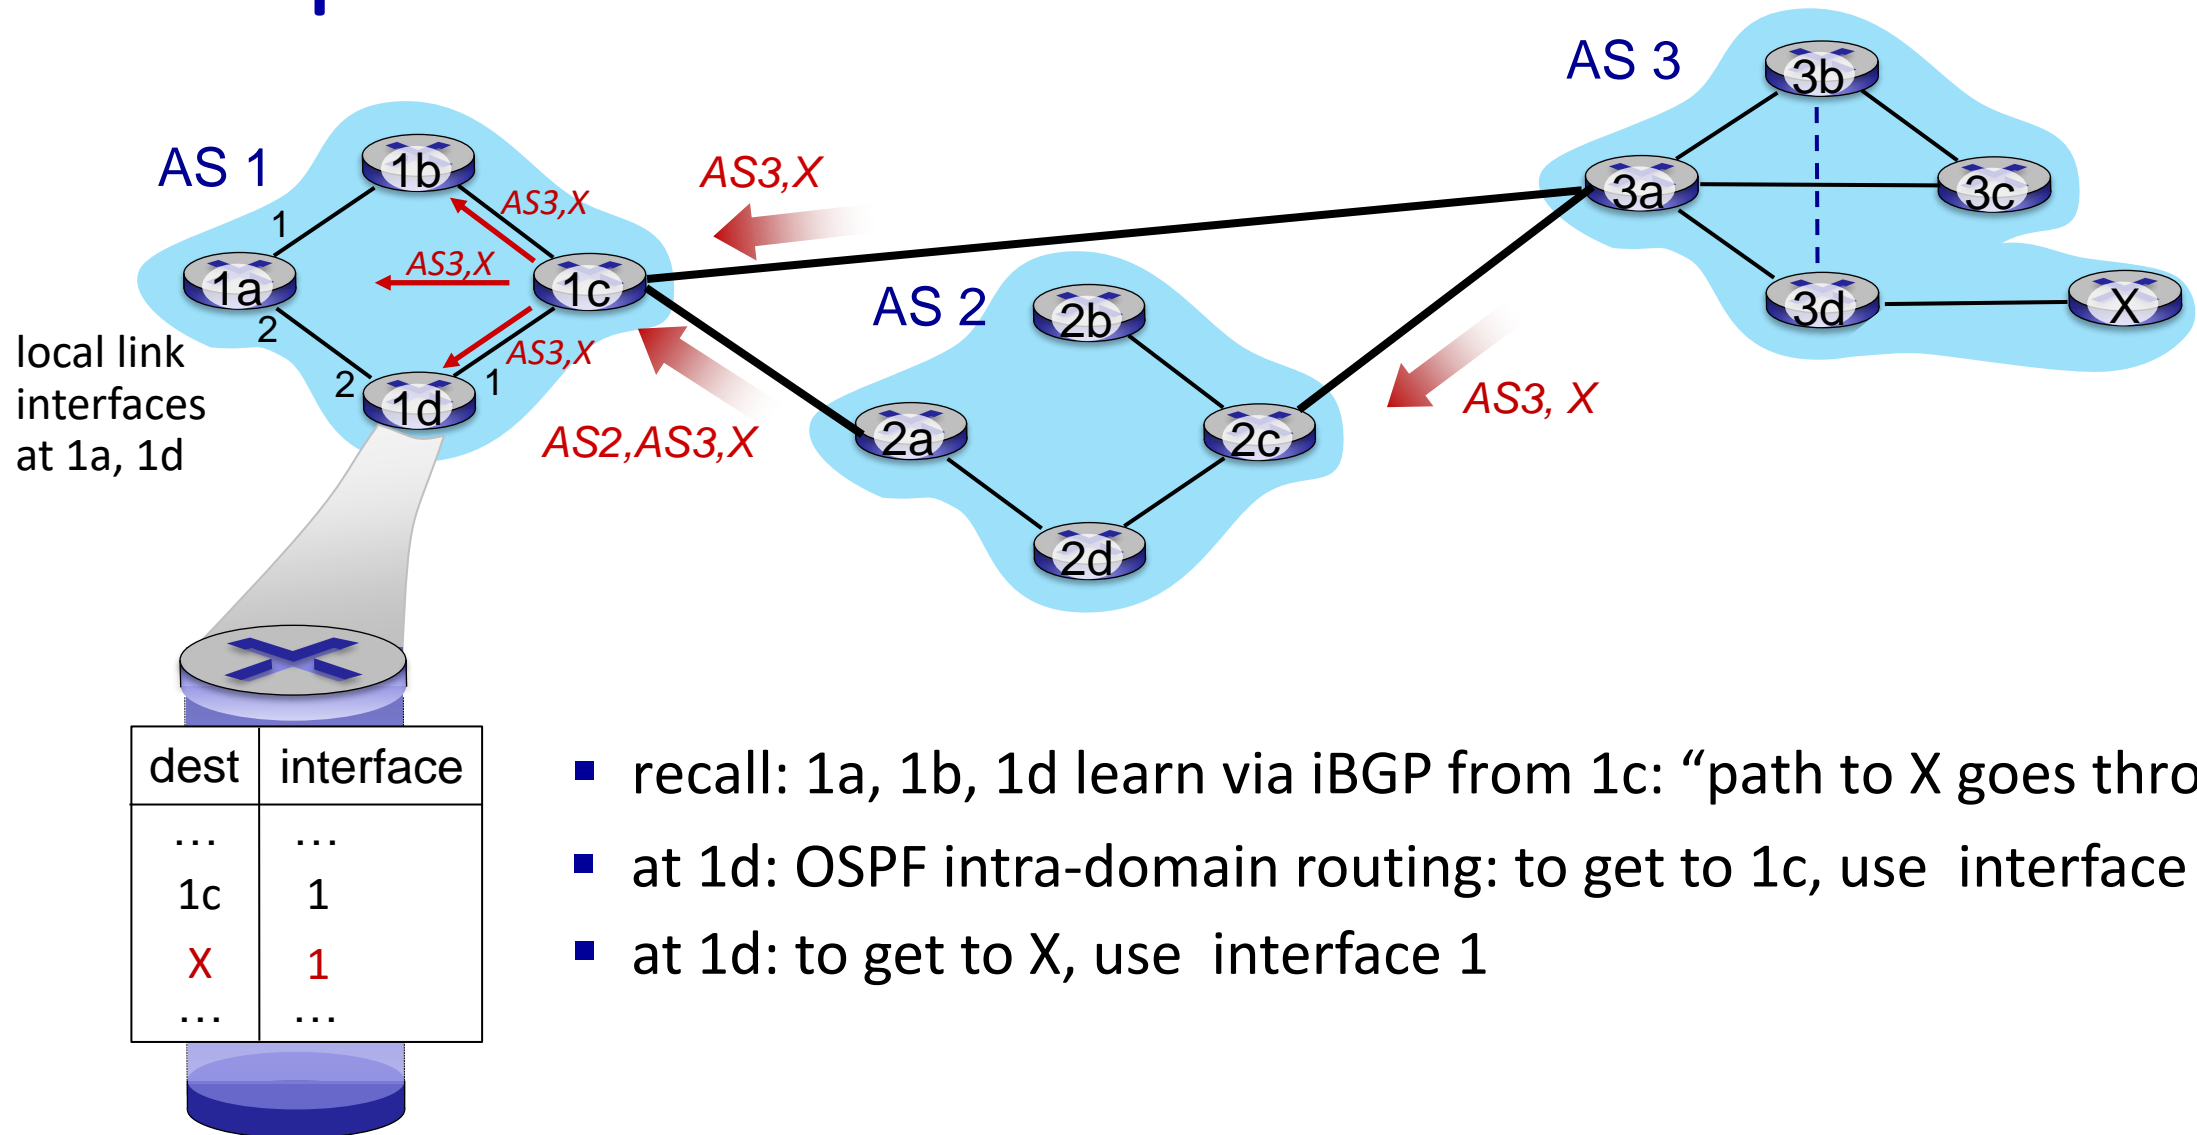 AS 3
3b
AS 1
1b
AS3,X
3a
3c
AS3,X
1
AS3,X
1a
1c
AS 2
2b
3d
X
2
local link
interfaces
at 1a, 1d
AS3,X
2
1
1d
AS3, X
AS2,AS3,X
2a
2c
2d
dest interface
... ...
1c 1
X 1
... ...
▪ recall: 1a, 1b, 1d learn via iBGP from 1c: “path to X goes
▪ at 1d: OSPF intra-domain routing: to get to 1c, use interface
▪ at 1d: to get to X, use interface 1